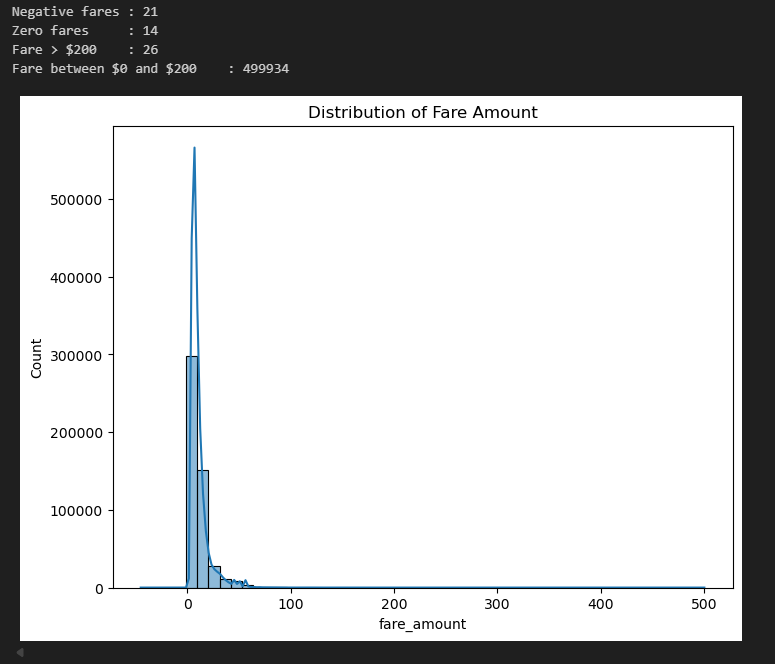 Negative fares : 21
Zero fares     : 14
Fare > $200    : 26
Fare between $0 and $200    : 499934
Distribution of Fare Amount
500000
400000
300000
200000
100000
0
Count
0 100 200 300 400 500
fare_amount